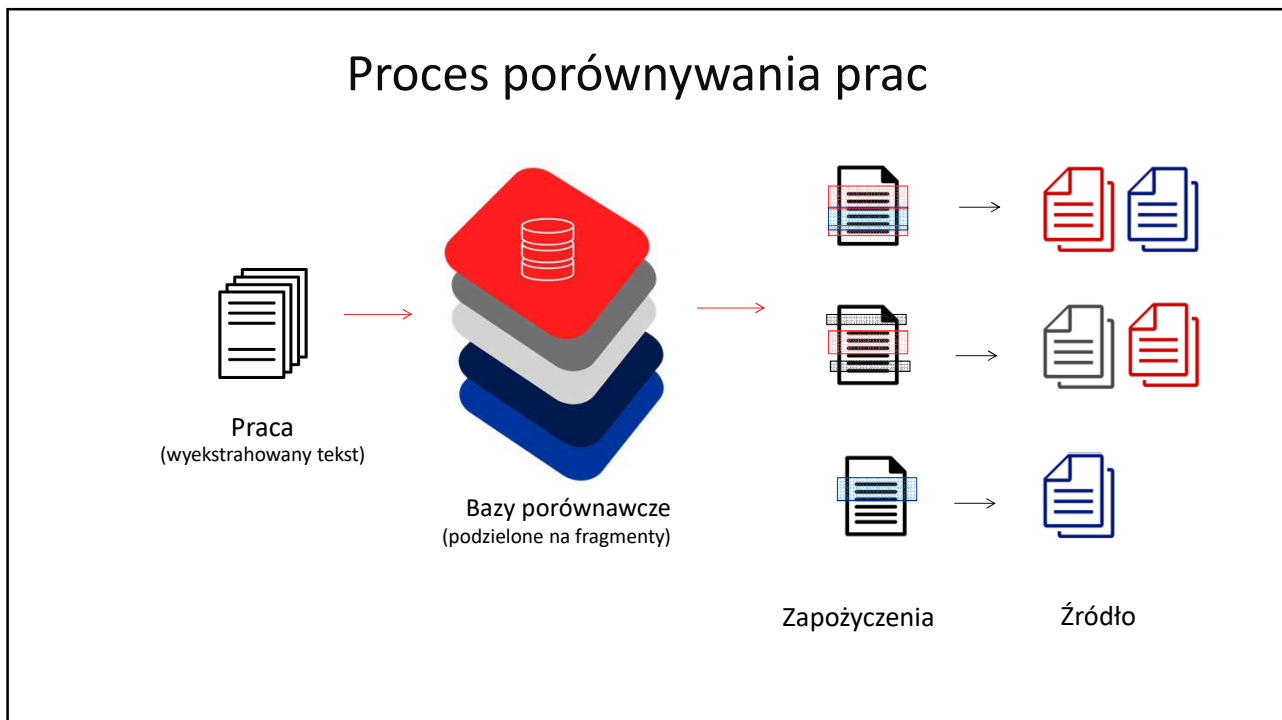 Proces porównywania prac
Praca
(wyekstrahowany tekst)
Bazy porównawcze
(podzielone na fragmenty)
Zapożyczenia
Źródło